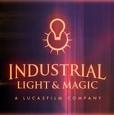 INDUSTRIAL
LIGHT & MAGIC
A LUCASFILM COMPANY